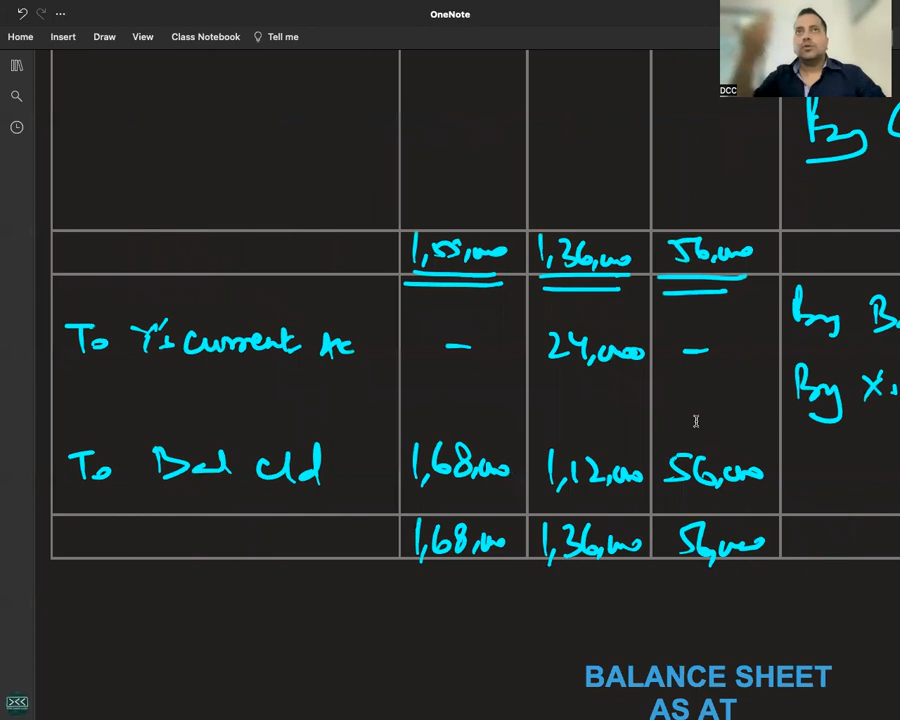 OneNote
Home Insert Draw View Class Notebook Tell me
DCC
By
1,55,000 1,36,000 56,000
To Y's current Ac - 24,000 -
By
By X
To Bal c/d 1,68,000 1,12,000 56,000
1,68,000 1,36,000 56,000
BALANCE SHEET
AS AT